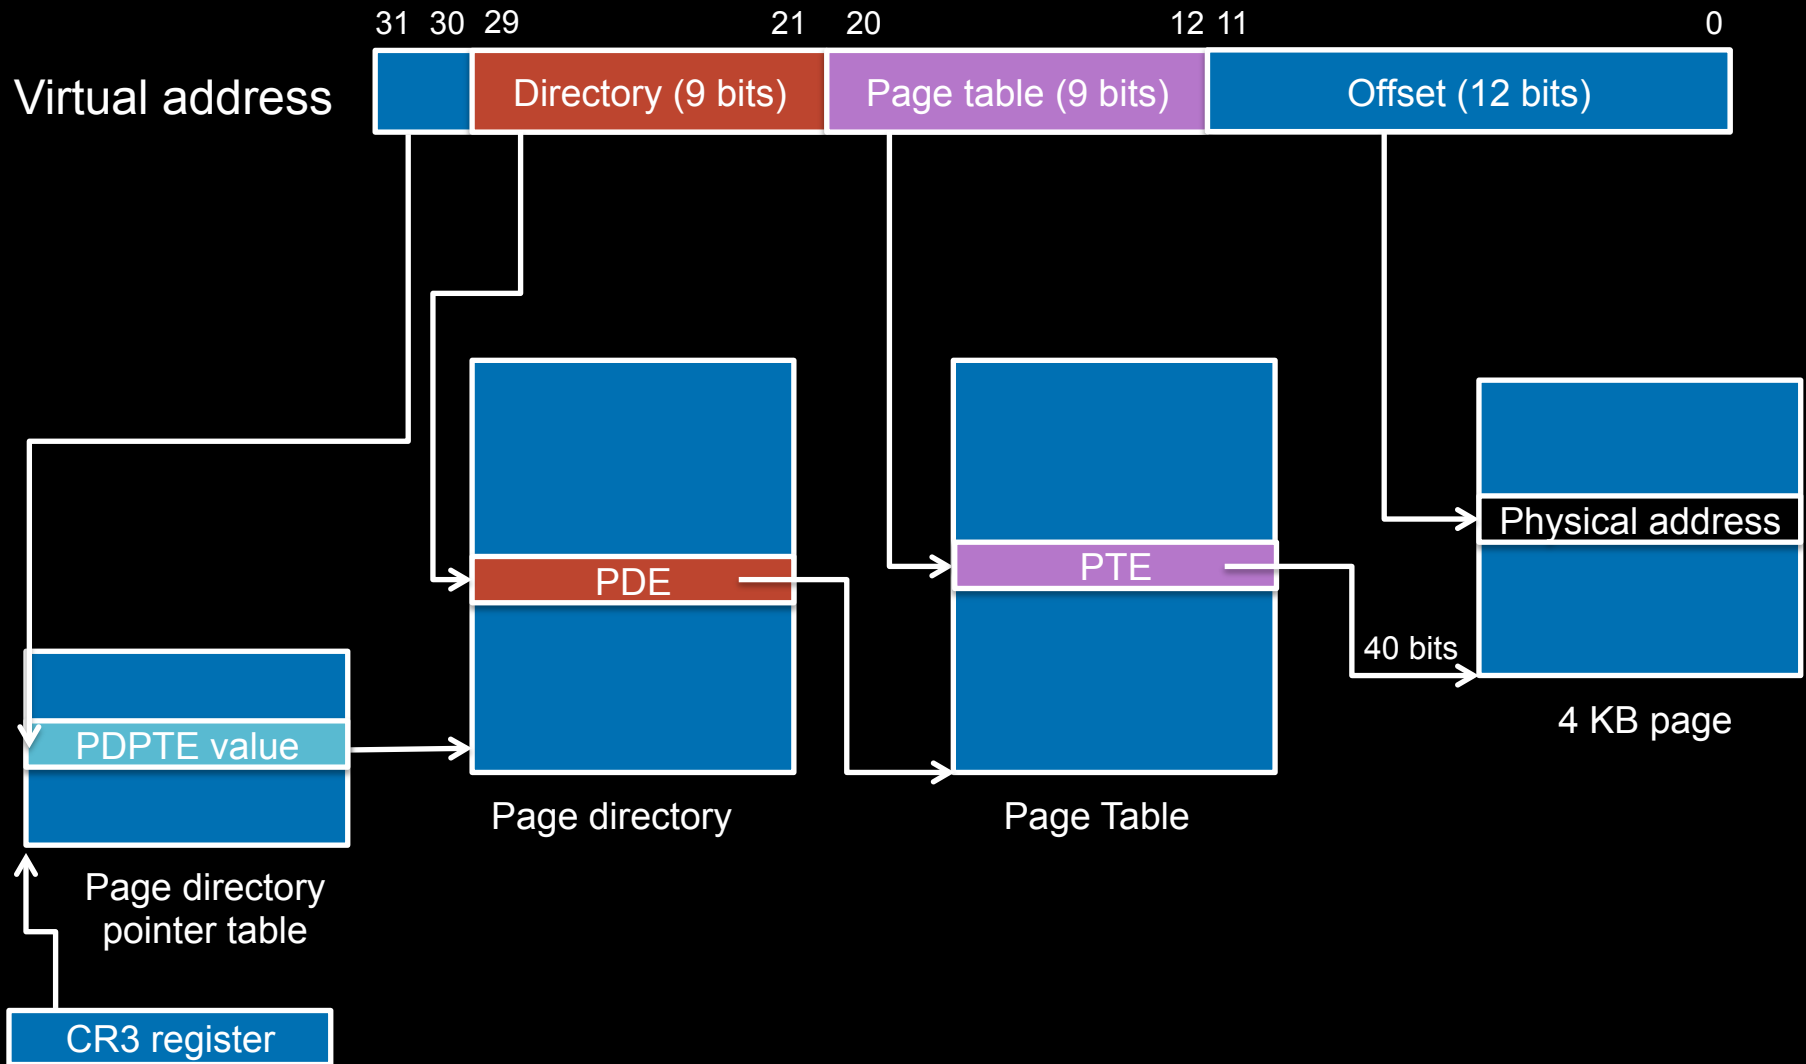 31 30 29 21 20 12 11 0
Virtual address
Directory (9 bits)
Page table (9 bits)
Offset (12 bits)
Physical address
PTE
PDE
40 bits
4 KB page
PDPTE value
Page directory
Page Table
Page directory
pointer table
CR3 register